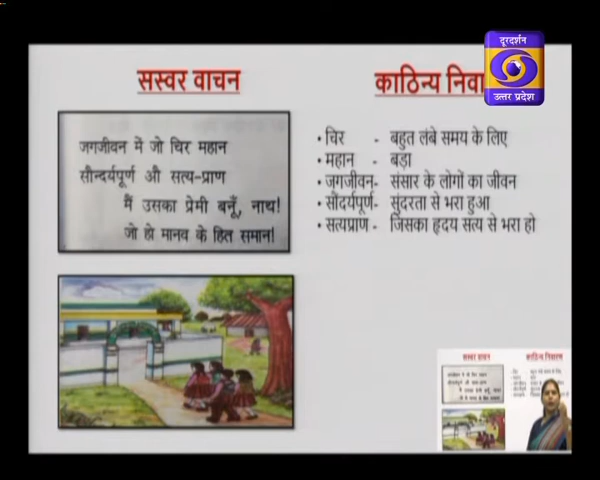 दूरदर्शन
उत्तर प्रदेश
सस्वर वाचन
जगजीवन में जो चिर महान
सौन्दर्यपूर्ण औ सत्य-प्राण
मैं उसका प्रेमी बनूँ, नाथ!
जो हो मानव के हित समान!
काठिन्य निवा
• चिर - बहुत लंबे समय के लिए
• महान - बड़ा
• जगजीवन- संसार के लोगों का जीवन
• सौंदर्यपूर्ण- सुंदरता से भरा हुआ
• सत्यप्राण- जिसका हृदय सत्य से भरा हो
सस्वर वाचन
काठिन्य निवारण